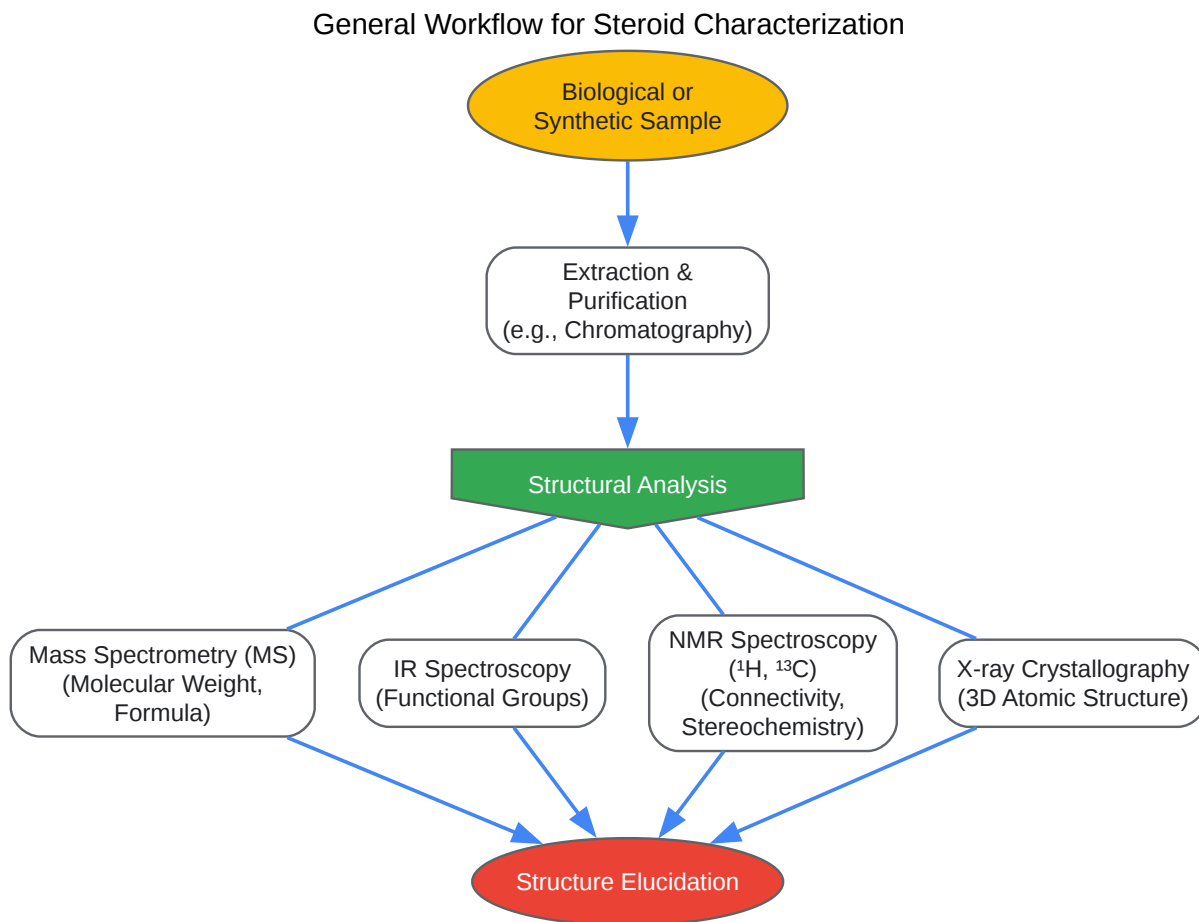 General Workflow for Steroid Characterization
Biological or
Synthetic Sample
Extraction &
Purification
(e.g., Chromatography)
Structural Analysis
Mass Spectrometry (MS)
(Molecular Weight,
Formula)
IR Spectroscopy
(Functional Groups)
NMR Spectroscopy
(¹H, ¹³C)
(Connectivity,
Stereochemistry)
X-ray Crystallography
(3D Atomic Structure)
Structure Elucidation